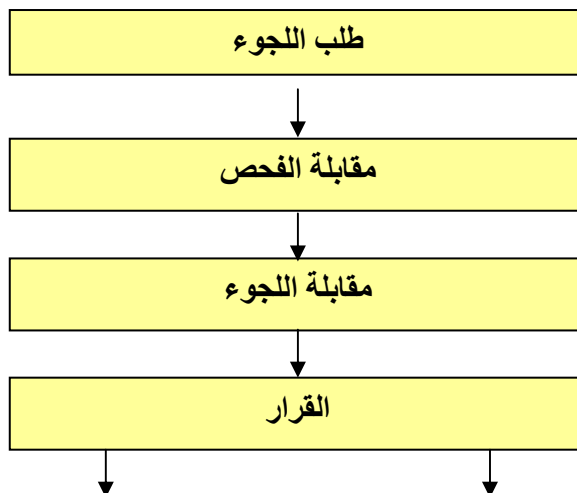 طلب اللجوء
مقابلة الفحص
مقابلة اللجوء
القرار